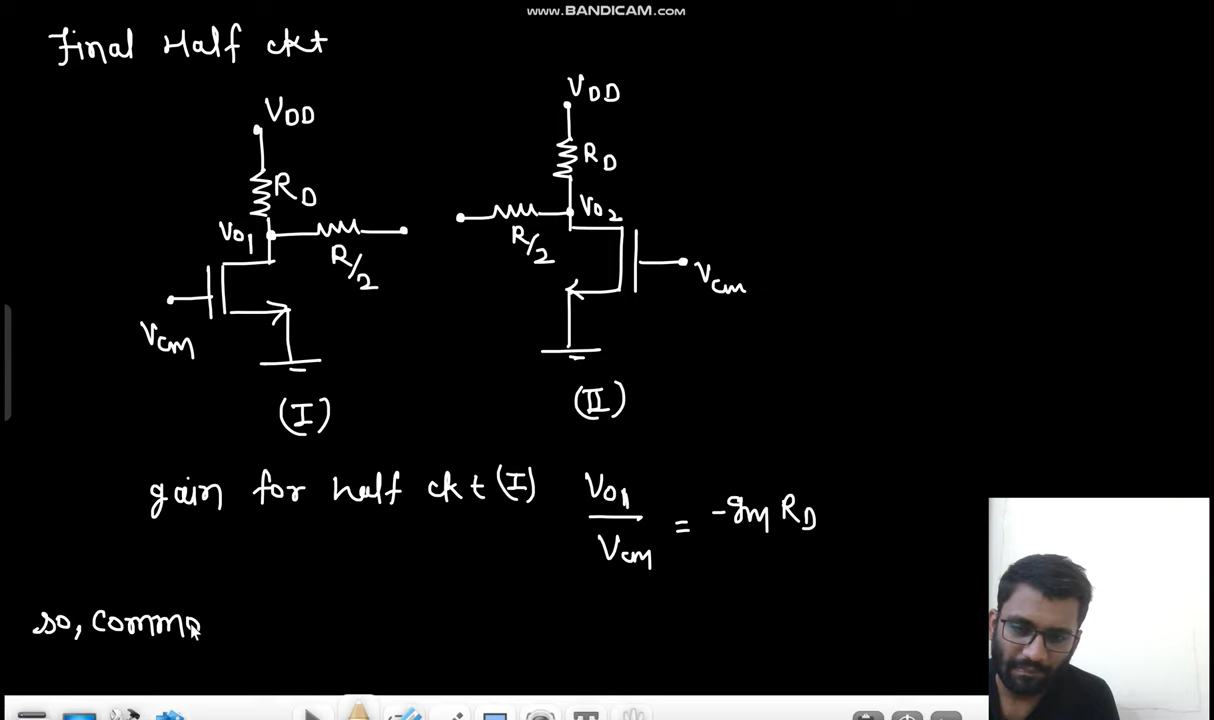 www.BANDICAM.com
Final Half ckt
VDD
RD
VO1
R/2
Vcm
(I)
VDD
RD
VO2
R/2
Vcm
(II)
gain for half ckt (I) VO1/Vcm = -gm RD
so, commo